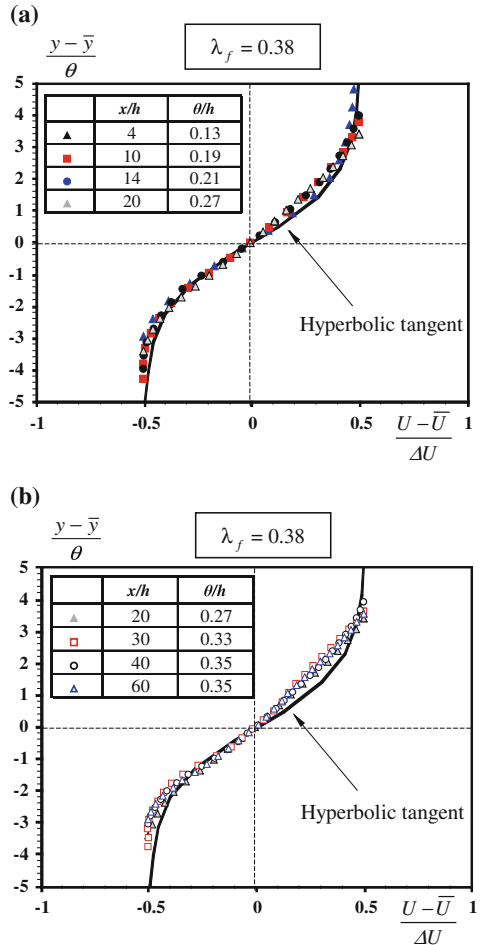 (a)
y − y̅
θ
λf = 0.38
x/h θ/h
4 0.13
10 0.19
14 0.21
20 0.27
5
4
3
2
1
0
-1
-2
-3
-4
-5
Hyperbolic tangent
-1 -0.5 0 0.5 1
U − U̅
ΔU
(b)
y − y̅
θ
λf = 0.38
x/h θ/h
20 0.27
30 0.33
40 0.35
60 0.35
5
4
3
2
1
0
-1
-2
-3
-4
-5
Hyperbolic tangent
-1 -0.5 0 0.5 1
U − U̅
ΔU